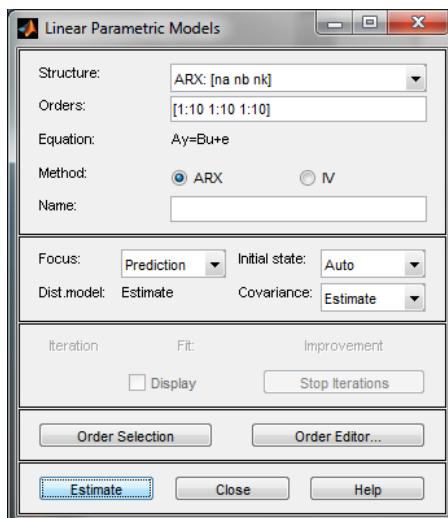 Linear Parametric Models
Structure: ARX: [na nb nk]
Orders: [1:10 1:10 1:10]
Equation: Ay=Bu+e
Method: ARX IV
Name:
Focus: Prediction Initial state: Auto
Dist.model: Estimate Covariance: Estimate
Iteration Fit: Improvement
Display Stop Iterations
Order Selection Order Editor...
Estimate Close Help